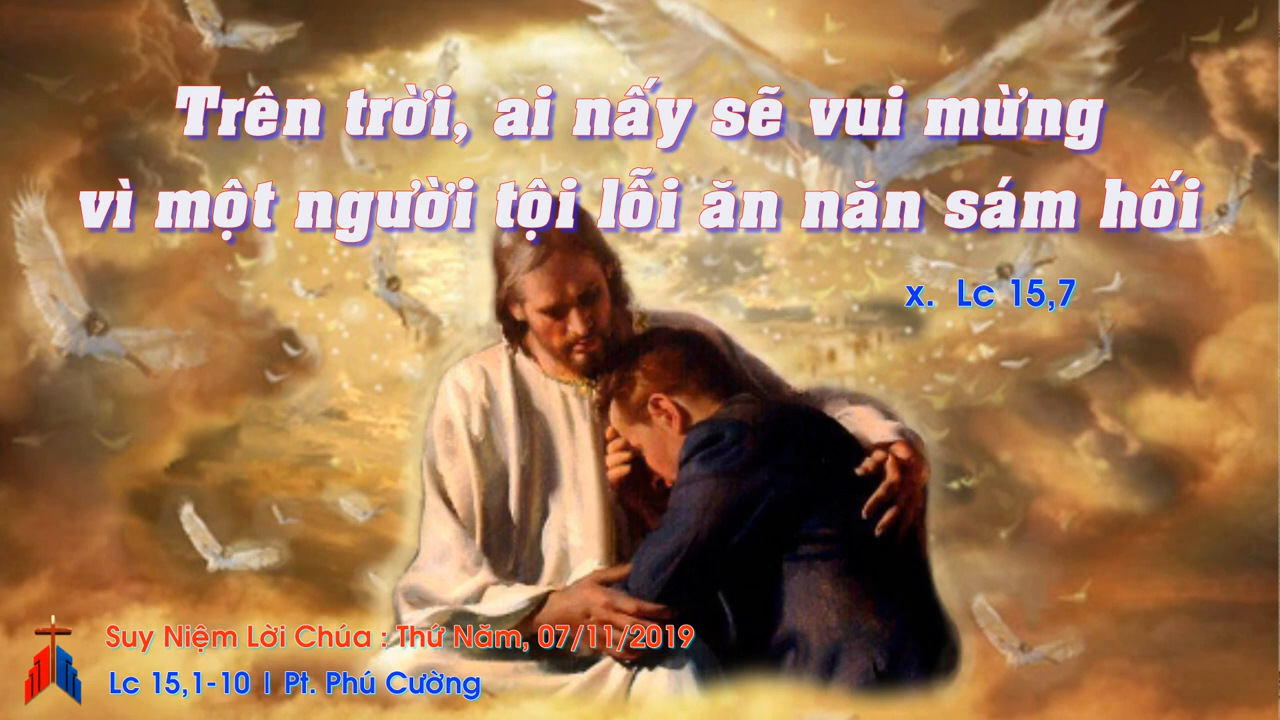 Trên trời, ai nấy sẽ vui mừng
vì một người tội lỗi ăn năn sám hối
x. Lc 15,7
Suy Niệm Lời Chúa : Thứ Năm, 07/11/2019
Lc 15,1-10 | Pt. Phú Cường